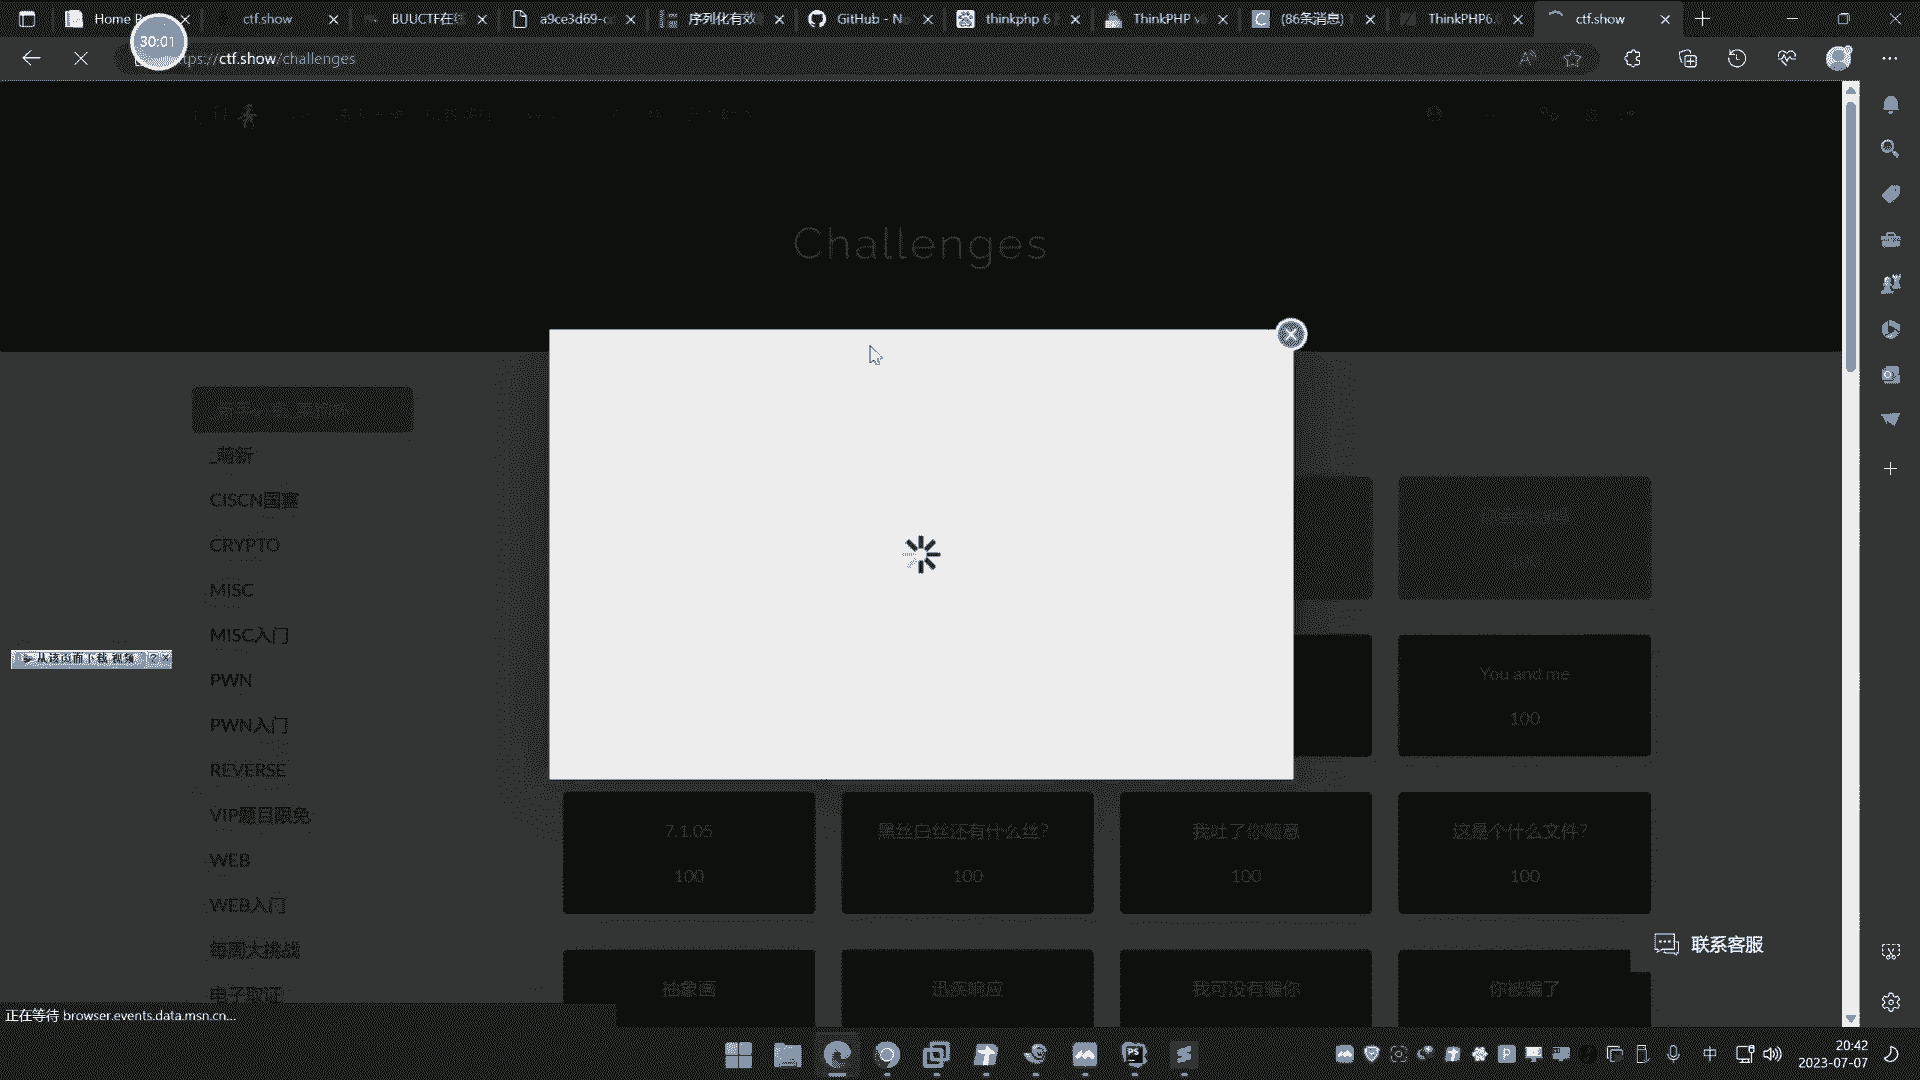 Home
ctf.show
BUUCTF在
a9ce3d69-c
序列化有效
GitHub - N
thinkphp 6
ThinkPHP v
(86条消息)
ThinkPHP6.
ctf.show
30:01
ctf.show/challenges
Challenges
_萌新
CISCN国赛
CRYPTO
MISC
MISC入门
PWN
PWN入门
REVERSE
VIP题目限免
WEB
WEB入门
每周大挑战
电子取证
100
You and me
100
7.1.05
100
黑丝白丝还有什么丝?
100
我吐了你随意
100
这是个什么文件?
100
抽象画
迅疾响应
我可没有骗你
你被骗了
从该页面下载视频
联系客服
正在等待 browser.events.data.msn.cn...
中
20:42
2023-07-07